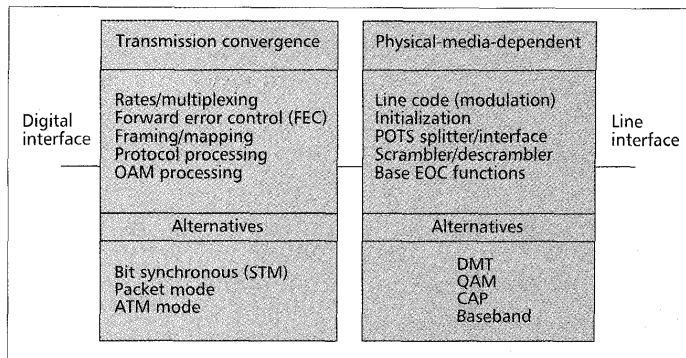 Transmission convergence
Physical-media-dependent
Digital
interface
Rates/multiplexing
Forward error control (FEC)
Framing/mapping
Protocol processing
OAM processing
Line code (modulation)
Initialization
POTS splitter/interface
Scrambler/descrambler
Base EOC functions
Line
interface
Alternatives
Alternatives
Bit synchronous (STM)
Packet mode
ATM mode
DMT
QAM
CAP
Baseband